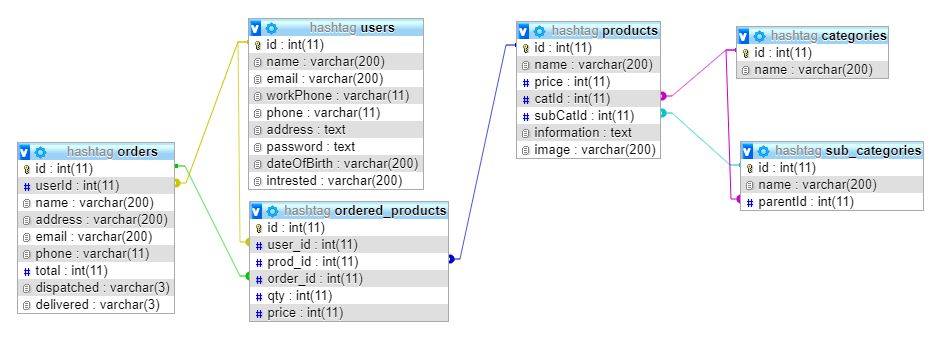 hashtag users
id : int(11)
name : varchar(200)
email : varchar(200)
workPhone : varchar(11)
phone : varchar(11)
address : text
password : text
dateOfBirth : varchar(200)
intrested : varchar(200)
hashtag products
id : int(11)
name : varchar(200)
price : int(11)
catId : int(11)
subCatId : int(11)
information : text
image : varchar(200)
hashtag categories
id : int(11)
name : varchar(200)
hashtag orders
id : int(11)
userId : int(11)
name : varchar(200)
address : varchar(200)
email : varchar(200)
phone : varchar(11)
total : int(11)
dispatched : varchar(3)
delivered : varchar(3)
hashtag ordered_products
id : int(11)
user_id : int(11)
prod_id : int(11)
order_id : int(11)
qty : int(11)
price : int(11)
hashtag sub_categories
id : int(11)
name : varchar(200)
parentId : int(11)